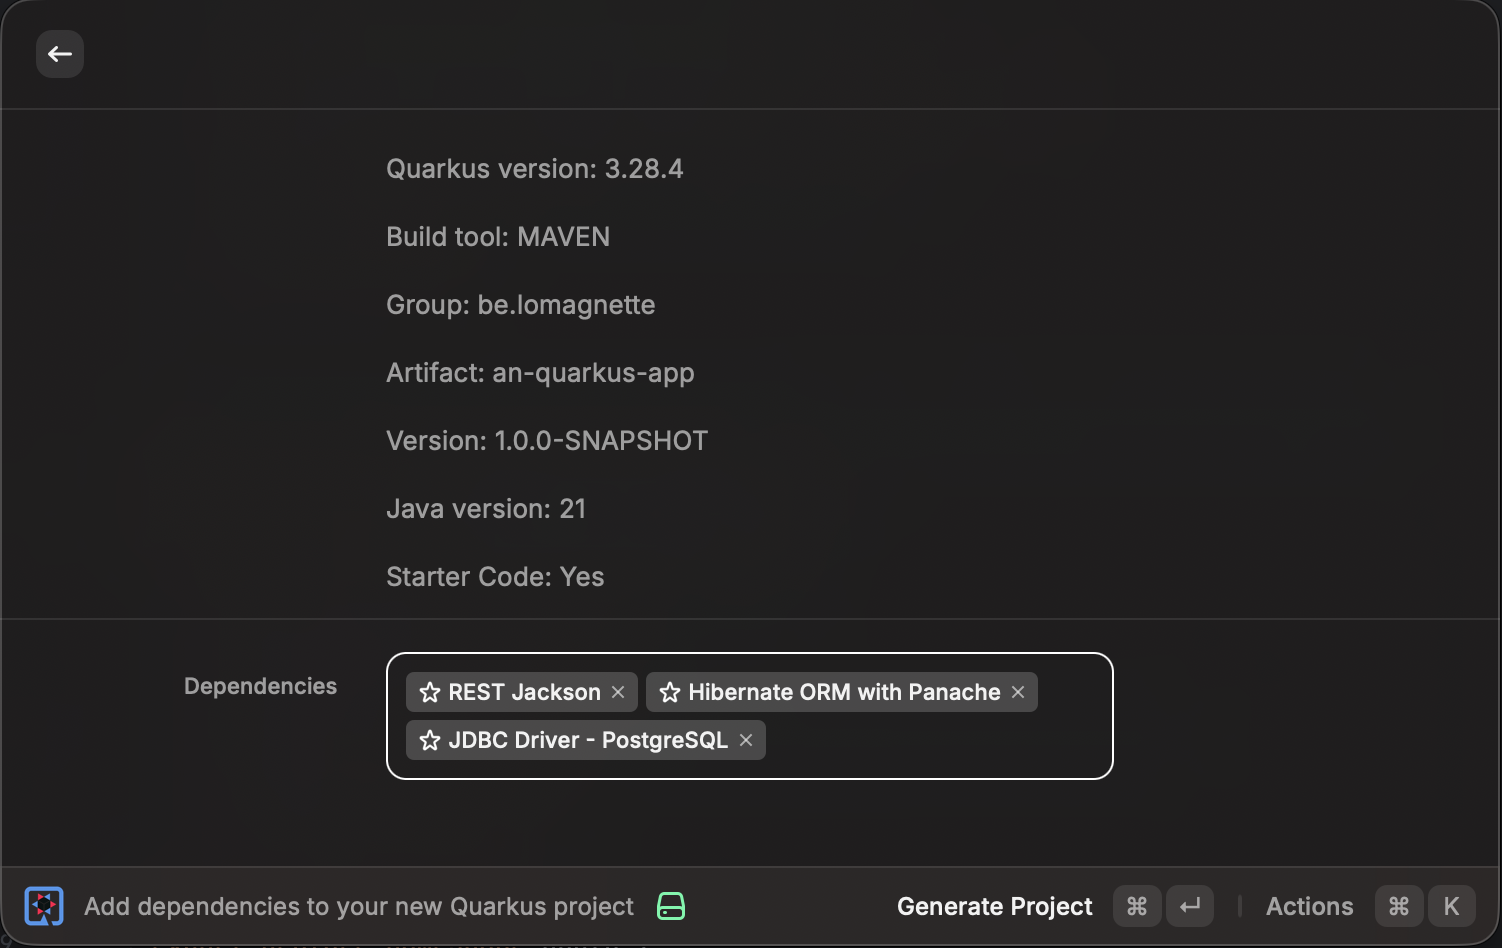 Quarkus version: 3.28.4
Build tool: MAVEN
Group: be.lomagnette
Artifact: an-quarkus-app
Version: 1.0.0-SNAPSHOT
Java version: 21
Starter Code: Yes
Dependencies
REST Jackson × Hibernate ORM with Panache ×
JDBC Driver - PostgreSQL ×
Add dependencies to your new Quarkus project Generate Project ⌘ ↵ Actions ⌘ K